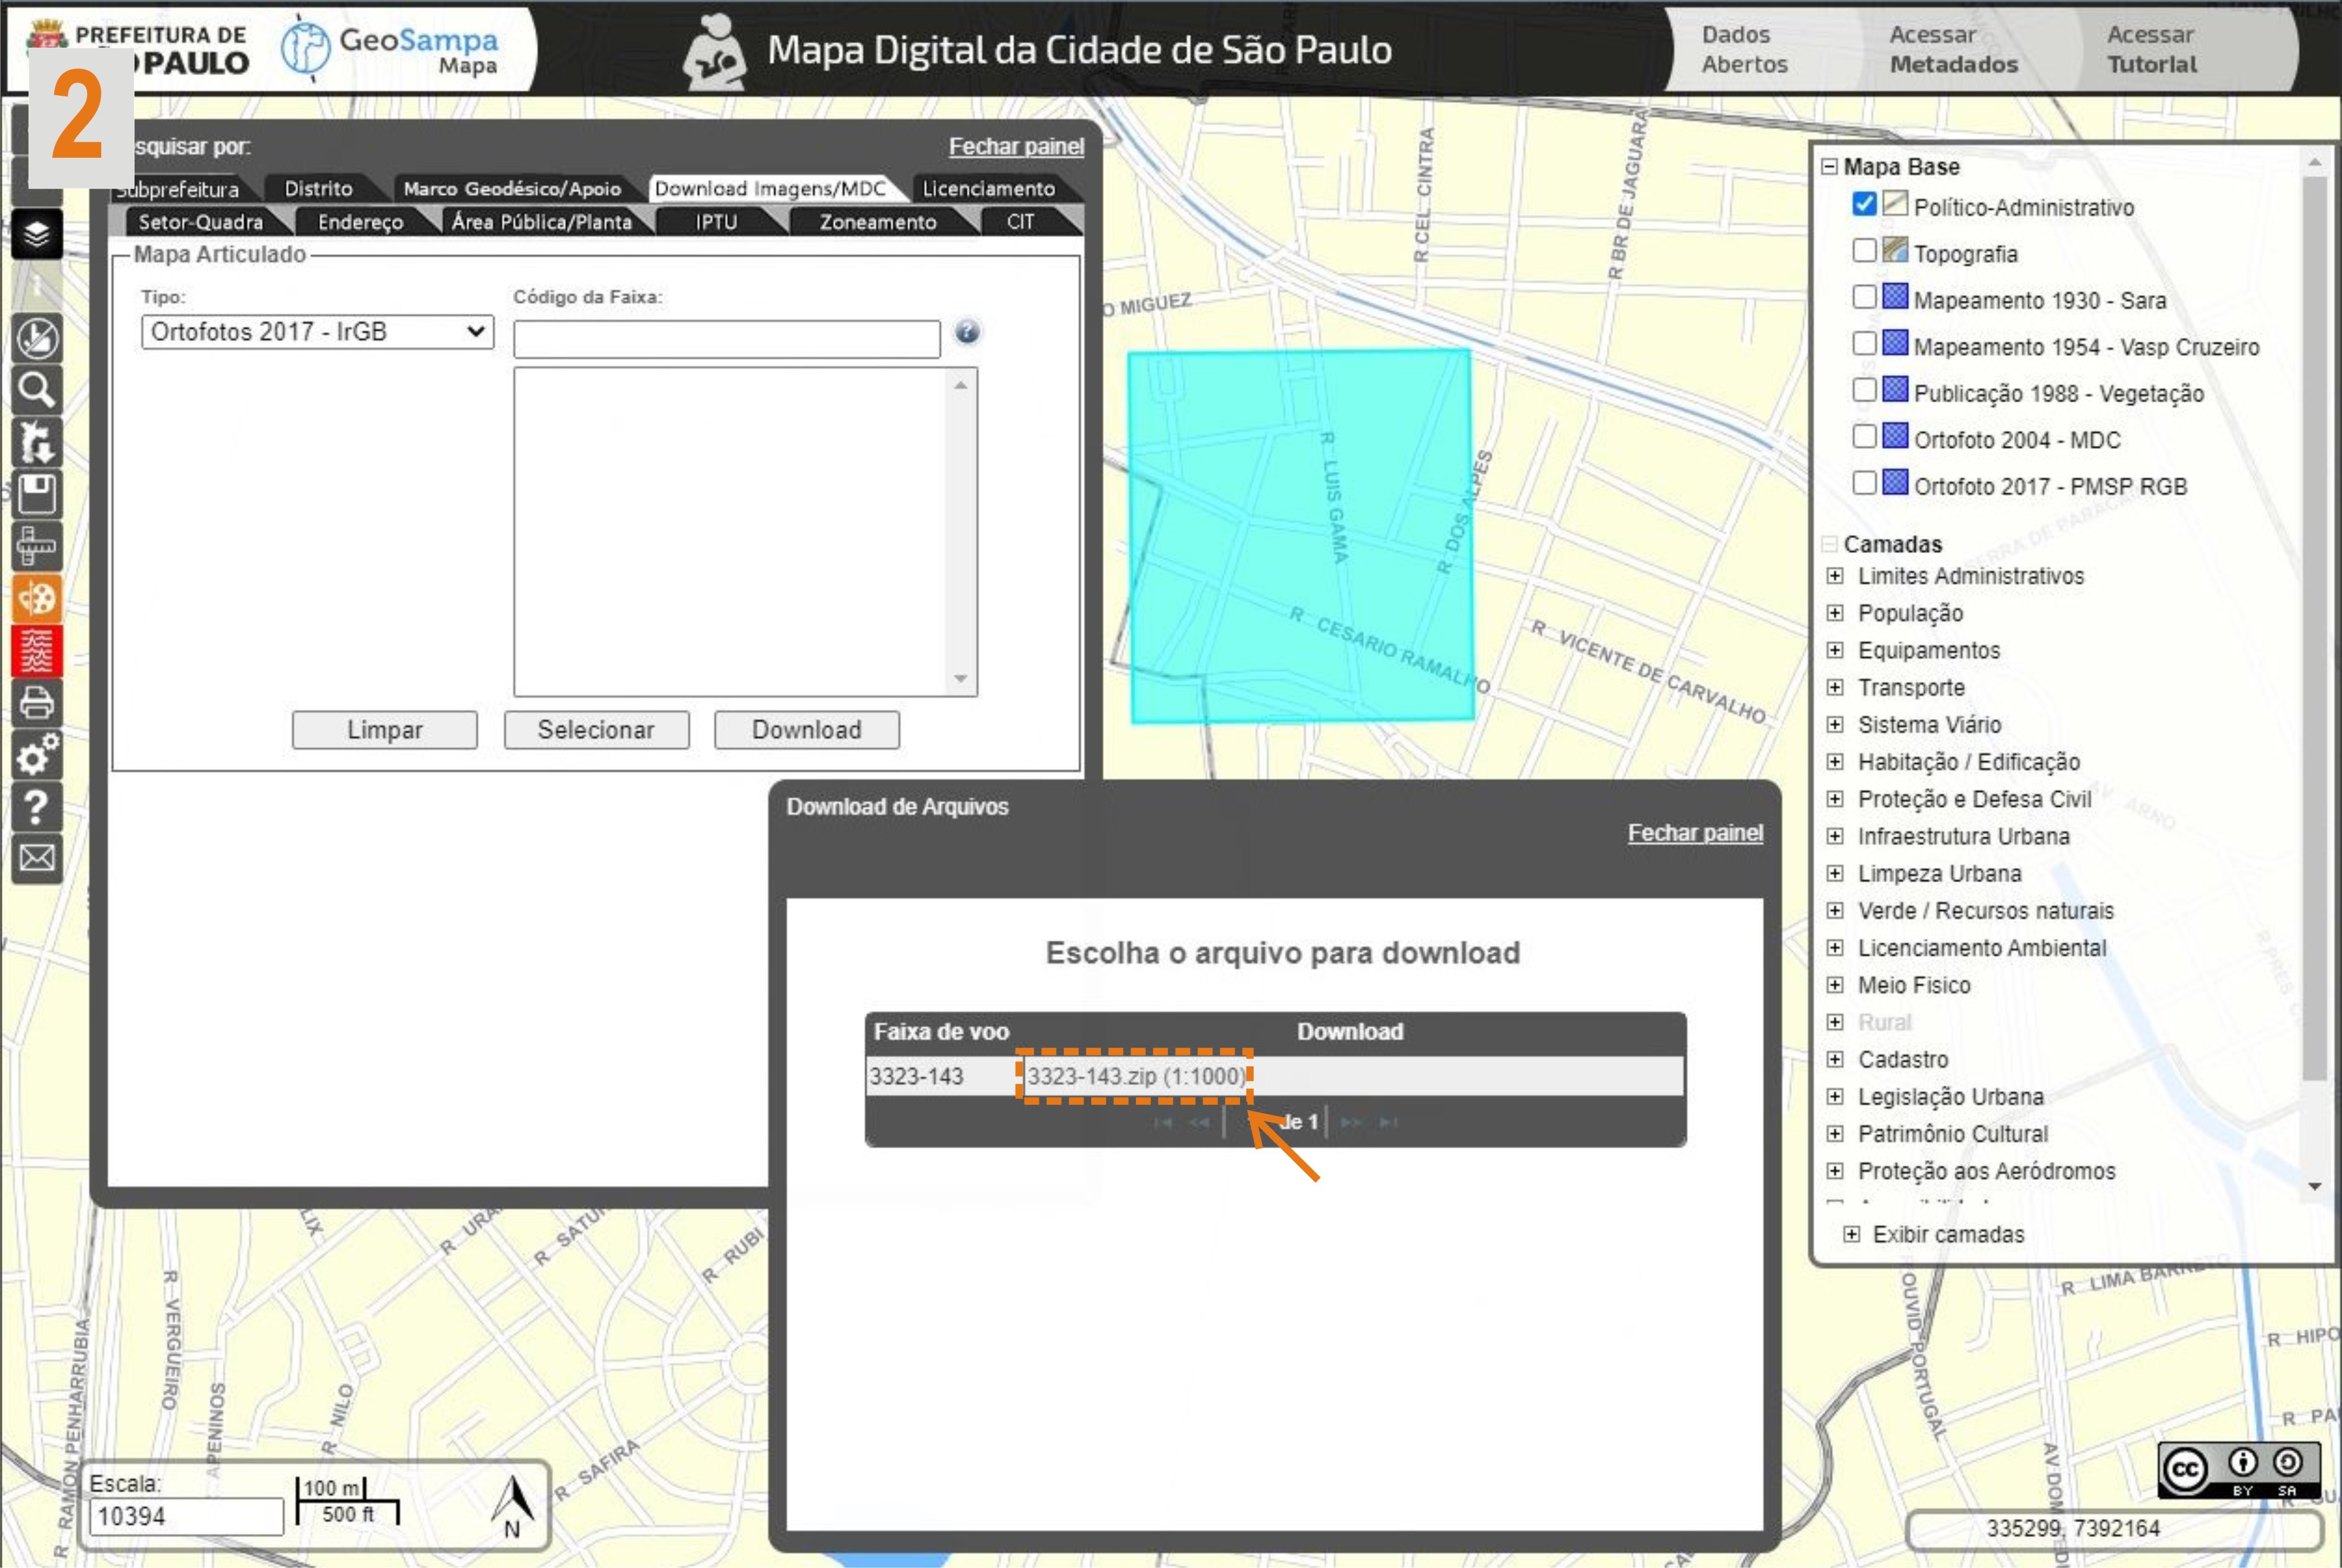 PREFEITURA DE
PAULO
GeoSampa
Mapa
Mapa Digital da Cidade de São Paulo
Dados
Abertos
Acessar
Metadados
Acessar
Tutorial
2
squisar por:
Fechar painel
Subprefeitura
Distrito
Marco Geodésico/Apoio
Download Imagens/MDC
Licenciamento
Setor-Quadra
Endereço
Área Pública/Planta
IPTU
Zoneamento
CIT
Mapa Articulado
Tipo:
Código da Faixa:
Ortofotos 2017 - IrGB
Limpar
Selecionar
Download
Download de Arquivos
Fechar painel
Escolha o arquivo para download
Faixa de voo
Download
3323-143
3323-143.zip (1:1000)
de 1
Mapa Base
Político-Administrativo
Topografia
Mapeamento 1930 - Sara
Mapeamento 1954 - Vasp Cruzeiro
Publicação 1988 - Vegetação
Ortofoto 2004 - MDC
Ortofoto 2017 - PMSP RGB
Camadas
Limites Administrativos
População
Equipamentos
Transporte
Sistema Viário
Habitação / Edificação
Proteção e Defesa Civil
Infraestrutura Urbana
Limpeza Urbana
Verde / Recursos naturais
Licenciamento Ambiental
Meio Fisico
Rural
Cadastro
Legislação Urbana
Patrimônio Cultural
Proteção aos Aeródromos
Exibir camadas
R CEL CINTRA
R BR DE JAGUARA
O MIGUEZ
R LUIS GAMA
R DOS ALPES
R CESARIO RAMALHO
R VICENTE DE CARVALHO
AV ARNO
R URA
R SATU
R RUBI
LIX
R VERGUEIRO
R RAMON PENHARRUBIA
APENINOS
R NILO
R SAFIRA
R LIMA BARRETO
OUVID PORTUGAL
R HIPO
R PA
AV DOM PED
Escala:
10394
100 m
500 ft
N
CC
BY SA
335299, 7392164